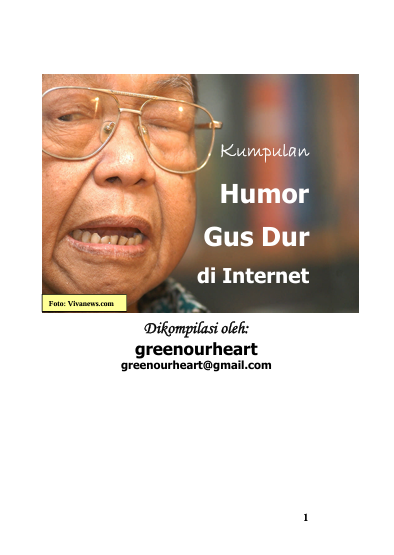 Kumpulan
Humor
Gus Dur
di Internet
Foto: Vivanews.com
Dikompilasi oleh:
greenourheart
greenourheart@gmail.com
1